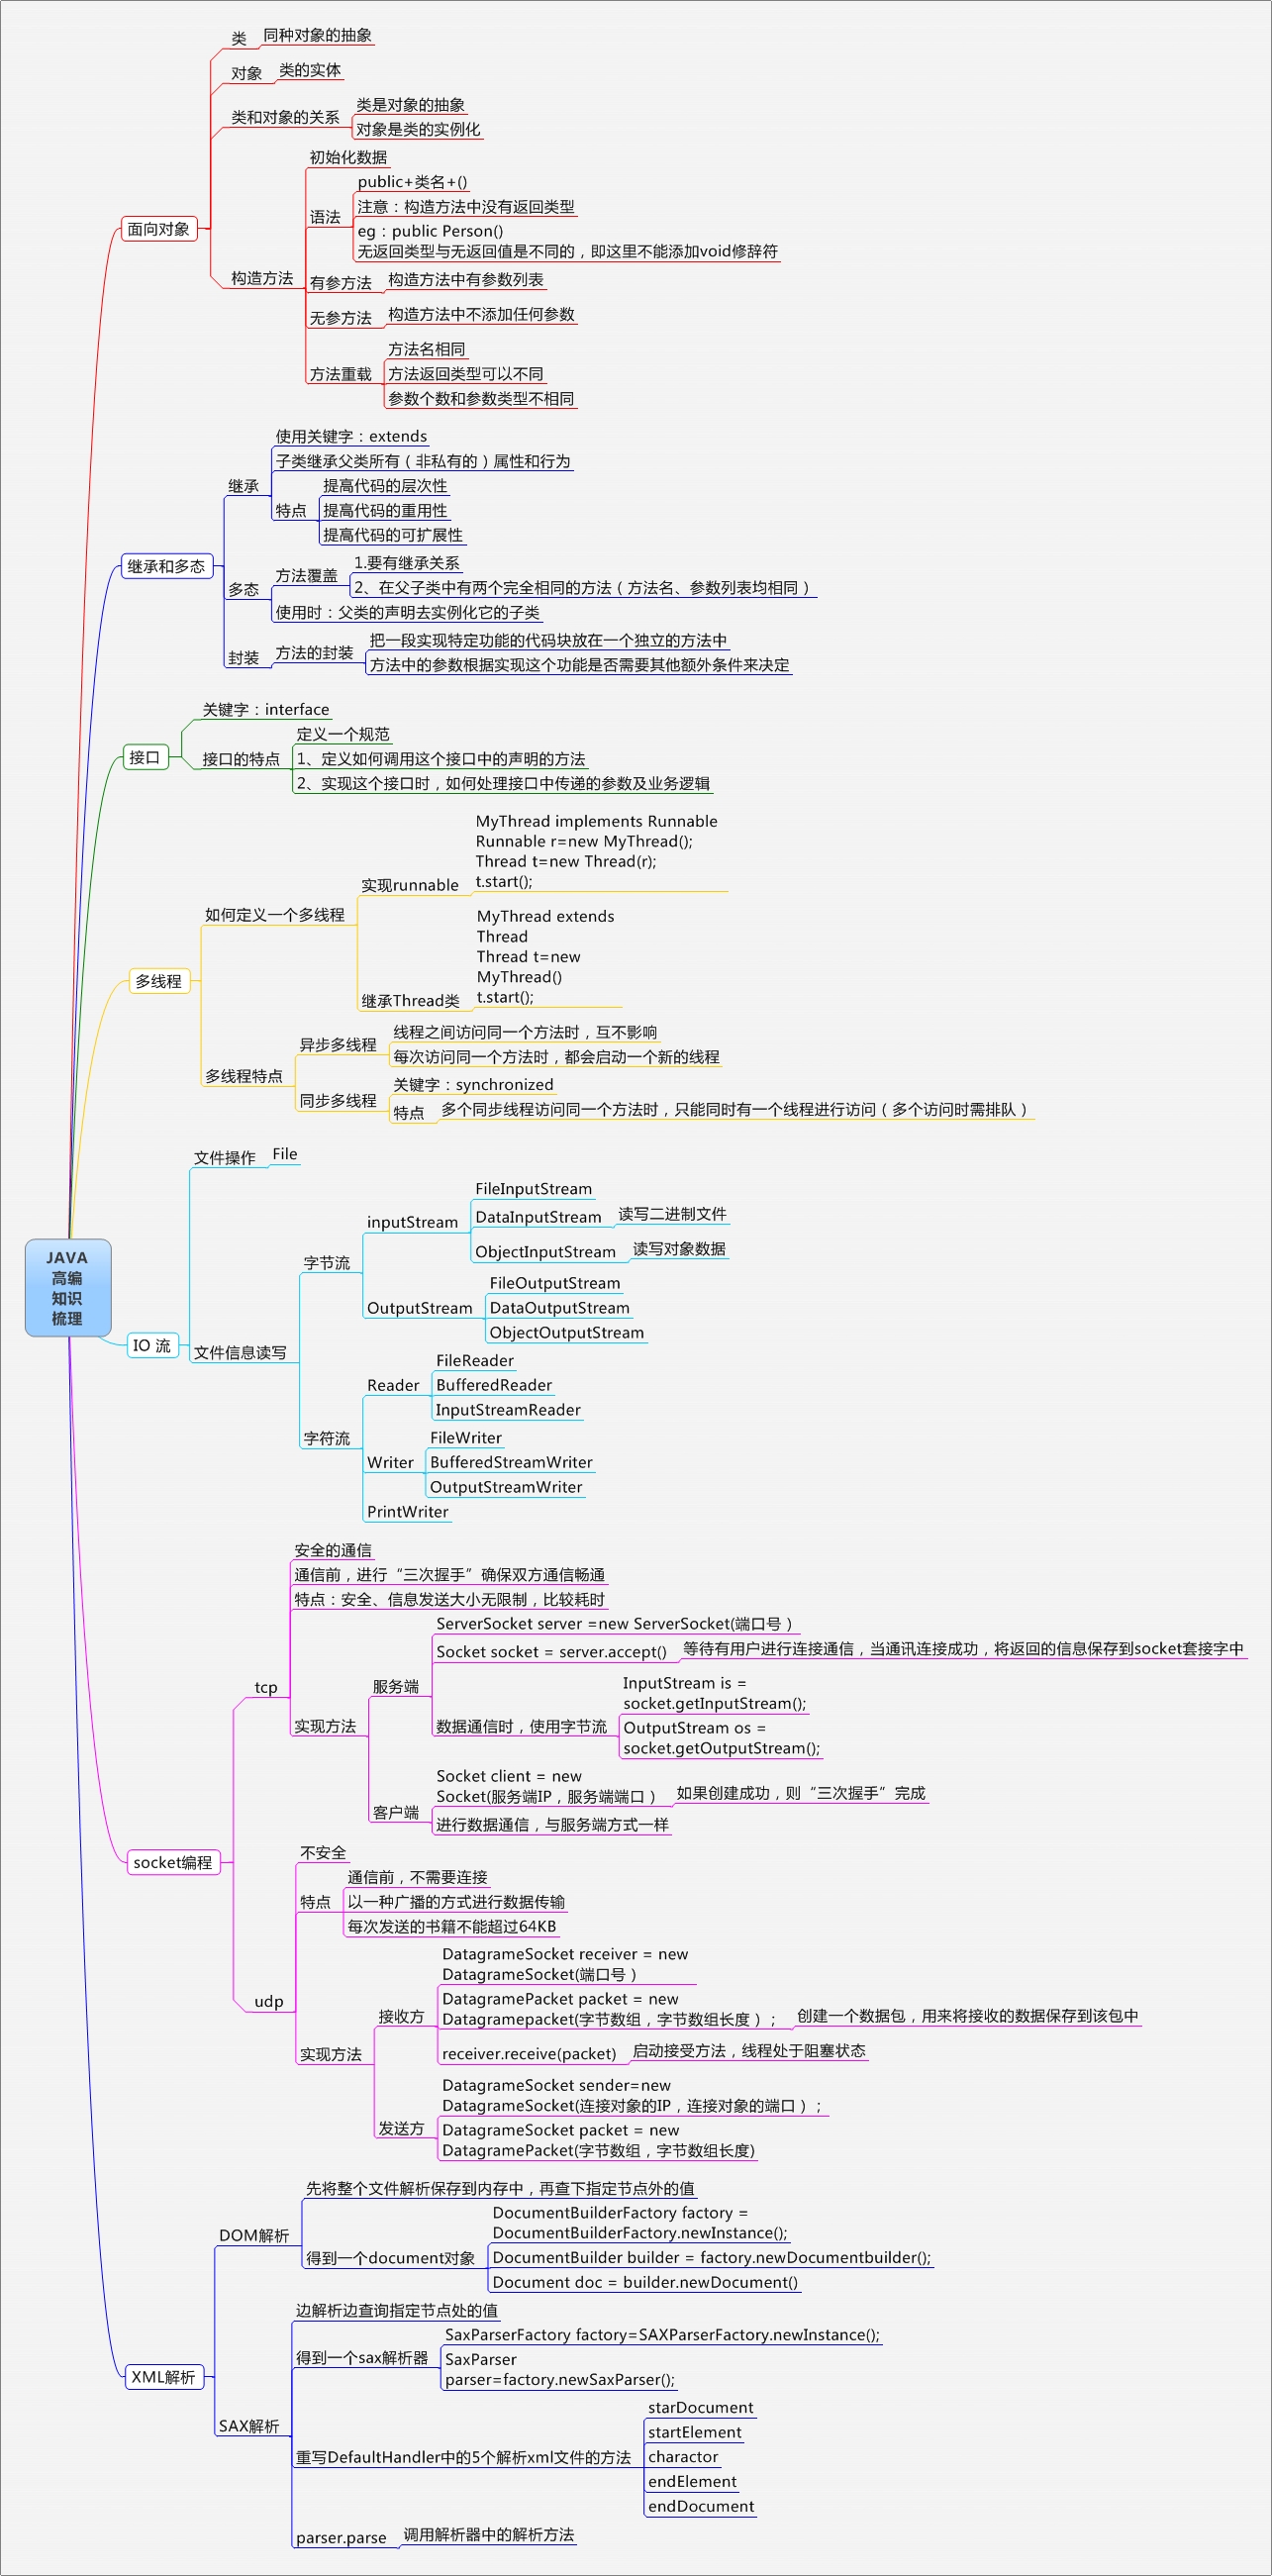 JAVA
高编
知识
梳理
面向对象
类
同种对象的抽象
对象
类的实体
类和对象的关系
类是对象的抽象
对象是类的实例化
构造方法
初始化数据
语法
public+类名+()
注意：构造方法中没有返回类型
eg：public Person()
无返回类型与无返回值是不同的，即这里不能添加void修辞符
有参方法
构造方法中有参数列表
无参方法
构造方法中不添加任何参数
方法重载
方法名相同
方法返回类型可以不同
参数个数和参数类型不相同
继承和多态
继承
使用关键字：extends
子类继承父类所有（非私有的）属性和行为
特点
提高代码的层次性
提高代码的重用性
提高代码的可扩展性
多态
方法覆盖
1.要有继承关系
2、在父子类中有两个完全相同的方法（方法名、参数列表均相同）
使用时：父类的声明去实例化它的子类
封装
方法的封装
把一段实现特定功能的代码块放在一个独立的方法中
方法中的参数根据实现这个功能是否需要其他额外条件来决定
接口
关键字：interface
接口的特点
定义一个规范
1、定义如何调用这个接口中的声明的方法
2、实现这个接口时，如何处理接口中传递的参数及业务逻辑
多线程
如何定义一个多线程
实现runnable
MyThread implements Runnable
Runnable r=new MyThread();
Thread t=new Thread(r);
t.start();
继承Thread类
MyThread extends
Thread
Thread t=new
MyThread()
t.start();
多线程特点
异步多线程
线程之间访问同一个方法时，互不影响
每次访问同一个方法时，都会启动一个新的线程
同步多线程
关键字：synchronized
特点
多个同步线程访问同一个方法时，只能同时有一个线程进行访问（多个访问时需排队）
IO 流
文件操作
File
文件信息读写
字节流
inputStream
FileInputStream
DataInputStream
读写二进制文件
ObjectInputStream
读写对象数据
OutputStream
FileOutputStream
DataOutputStream
ObjectOutputStream
字符流
Reader
FileReader
BufferedReader
InputStreamReader
Writer
FileWriter
BufferedStreamWriter
OutputStreamWriter
PrintWriter
socket编程
tcp
安全的通信
通信前，进行“三次握手”确保双方通信畅通
特点：安全、信息发送大小无限制，比较耗时
实现方法
服务端
ServerSocket server =new ServerSocket(端口号）
Socket socket = server.accept()
等待有用户进行连接通信，当通讯连接成功，将返回的信息保存到socket套接字中
数据通信时，使用字节流
InputStream is =
socket.getInputStream();
OutputStream os =
socket.getOutputStream();
客户端
Socket client = new
Socket(服务端IP，服务端端口）
如果创建成功，则“三次握手”完成
进行数据通信，与服务端方式一样
udp
不安全
特点
通信前，不需要连接
以一种广播的方式进行数据传输
每次发送的书籍不能超过64KB
实现方法
接收方
DatagrameSocket receiver = new
DatagrameSocket(端口号）
DatagramePacket packet = new
Datagramepacket(字节数组，字节数组长度）；
创建一个数据包，用来将接收的数据保存到该包中
receiver.receive(packet)
启动接受方法，线程处于阻塞状态
发送方
DatagrameSocket sender=new
DatagrameSocket(连接对象的IP，连接对象的端口）；
DatagrameSocket packet = new
DatagramePacket(字节数组，字节数组长度)
XML解析
DOM解析
先将整个文件解析保存到内存中，再查下指定节点外的值
得到一个document对象
DocumentBuilderFactory factory =
DocumentBuilderFactory.newInstance();
DocumentBuilder builder = factory.newDocumentbuilder();
Document doc = builder.newDocument()
SAX解析
边解析边查询指定节点处的值
得到一个sax解析器
SaxParserFactory factory=SAXParserFactory.newInstance();
SaxParser
parser=factory.newSaxParser();
重写DefaultHandler中的5个解析xml文件的方法
starDocument
startElement
charactor
endElement
endDocument
parser.parse
调用解析器中的解析方法